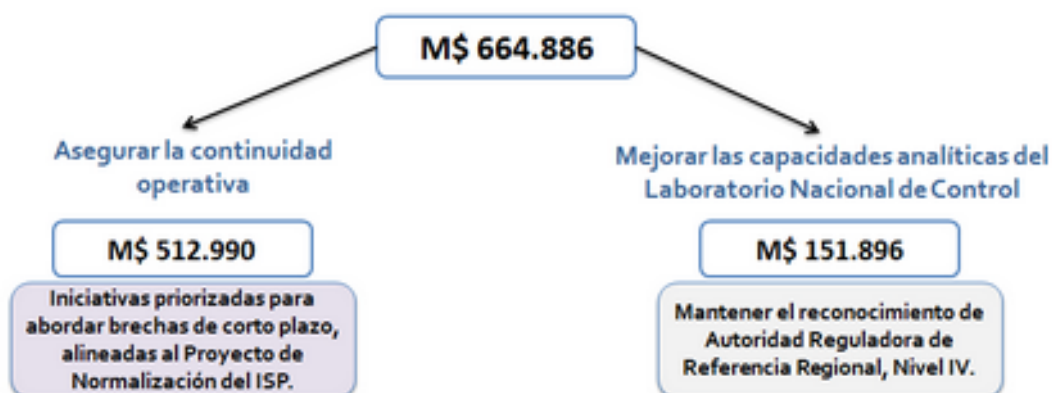 M$ 664.886
Asegurar la continuidad
operativa
M$ 512.990
Iniciativas priorizadas para
abordar brechas de corto plazo,
alineadas al Proyecto de
Normalización del ISP.
Mejorar las capacidades analíticas del
Laboratorio Nacional de Control
M$ 151.896
Mantener el reconocimiento de
Autoridad Reguladora de
Referencia Regional, Nivel IV.